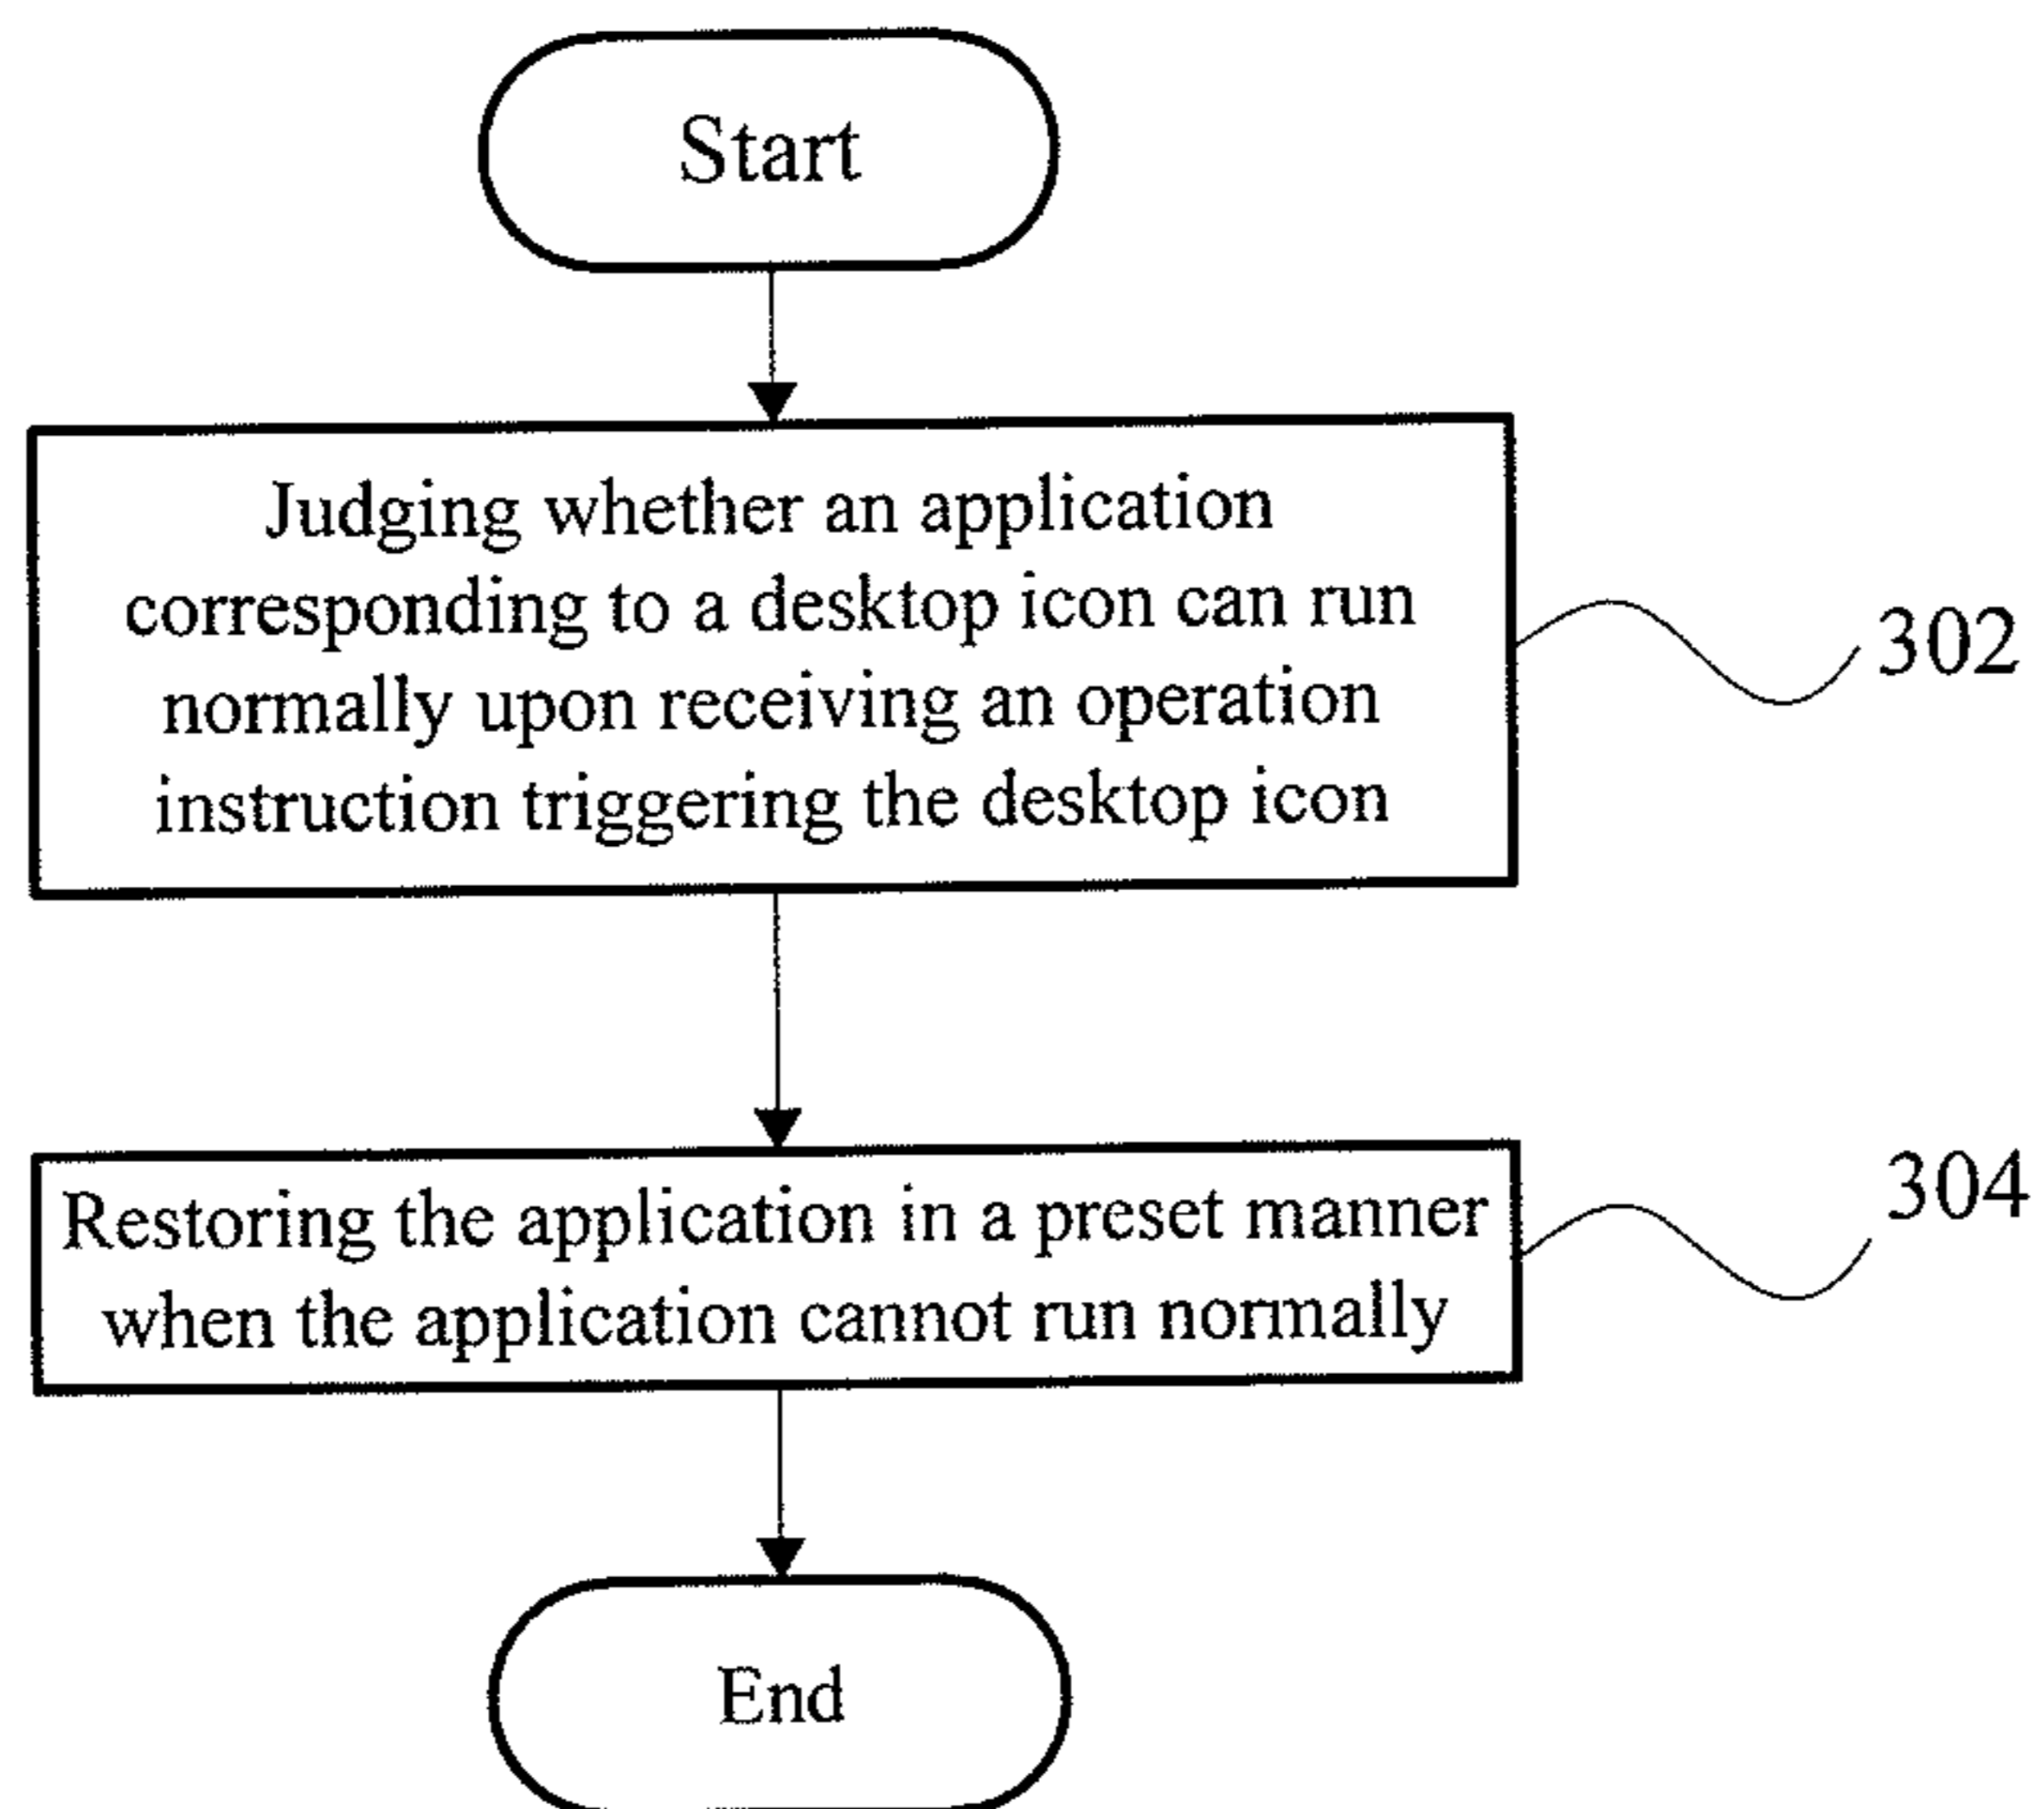 Start
Judging whether an application
corresponding to a desktop icon can run
normally upon receiving an operation
instruction triggering the desktop icon
302
Restoring the application in a preset manner
when the application cannot run normally
304
End